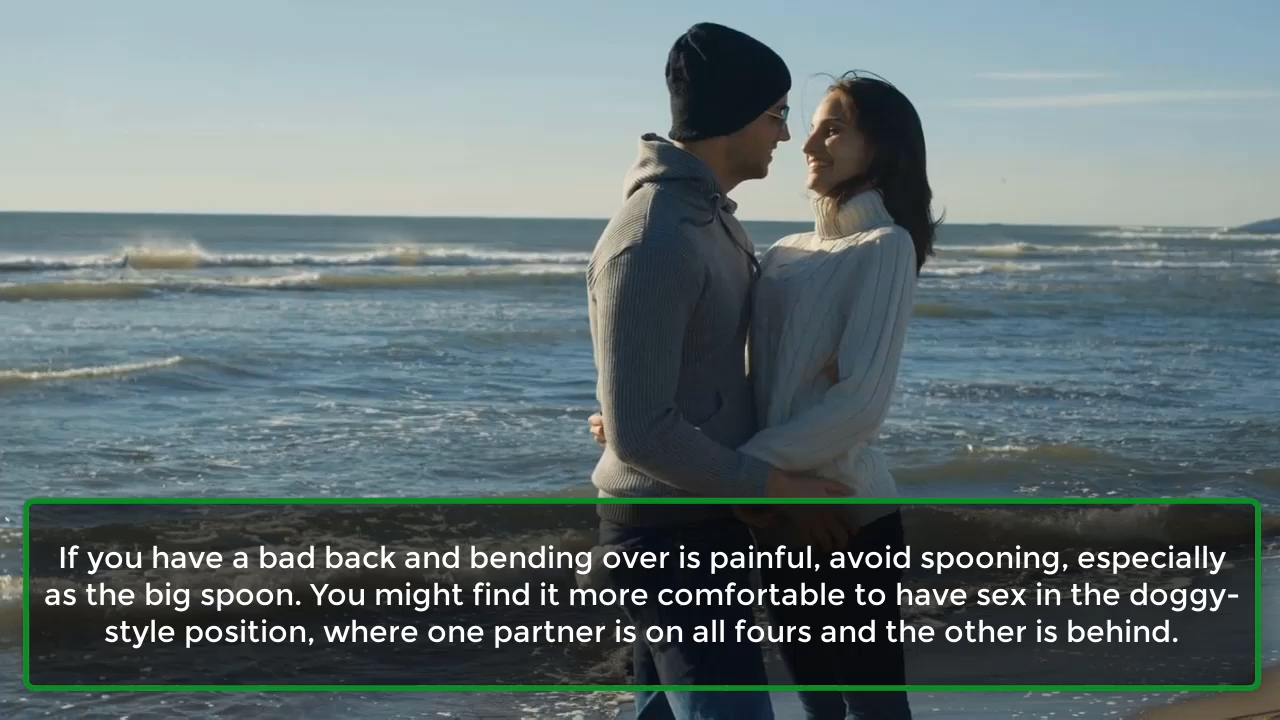 If you have a bad back and bending over is painful, avoid spooning, especially
as the big spoon. You might find it more comfortable to have sex in the doggy-
style position, where one partner is on all fours and the other is behind.